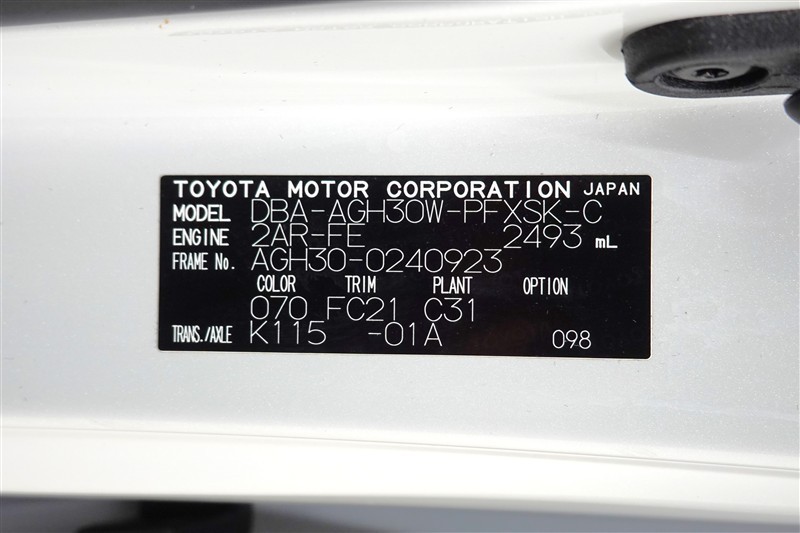 TOYOTA MOTOR CORPORATION JAPAN
MODEL DBA-AGH30W-PFXSK-C
ENGINE 2AR-FE 2493 mL
FRAME No. AGH30-0240923
COLOR TRIM PLANT OPTION
070 FC21 C31
TRANS./AXLE K115 -01A 098